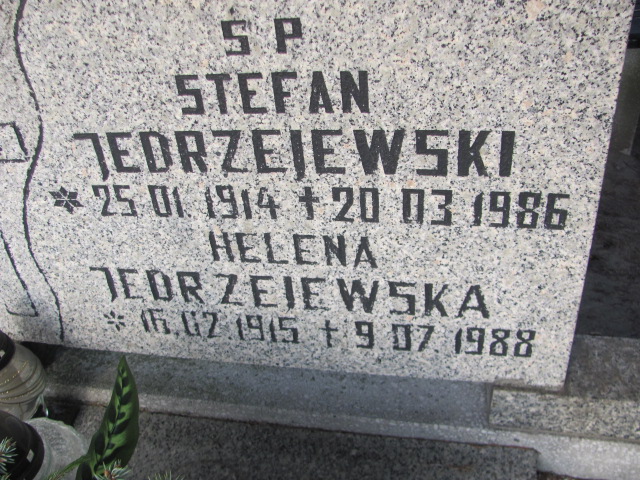 S P
STEFAN
JEDRZEJEWSKI
* 25 01. 1914 + 20 03 1986
HELENA
JEDRZEJEWSKA
* 16.02.1915 + 9.07 1988